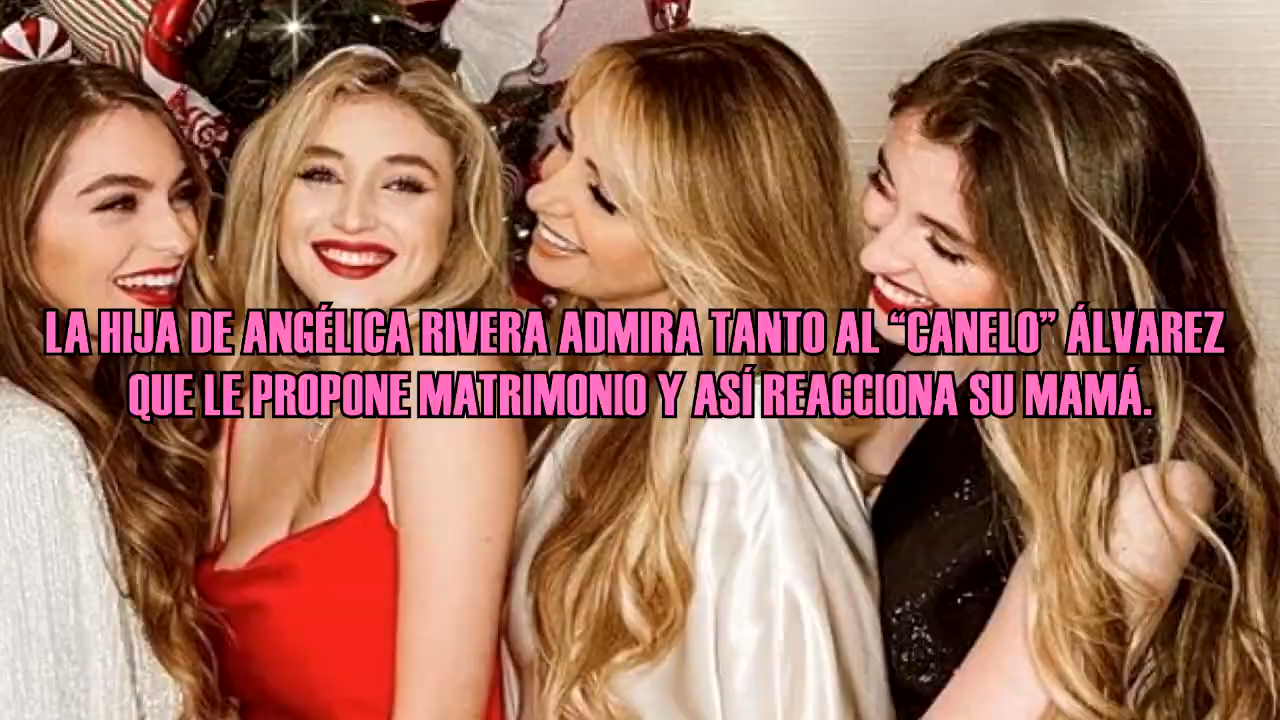 LA HIJA DE ANGÉLICA RIVERA ADMIRA TANTO AL “CANELO” ÁLVAREZ
QUE LE PROPONE MATRIMONIO Y ASÍ REACCIONA SU MAMÁ.